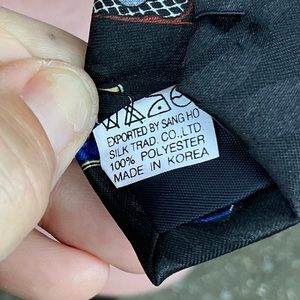 EXPORTED BY SANG HO
SILK TRAD. CO., LTD.
100% POLYESTER
MADE IN KOREA